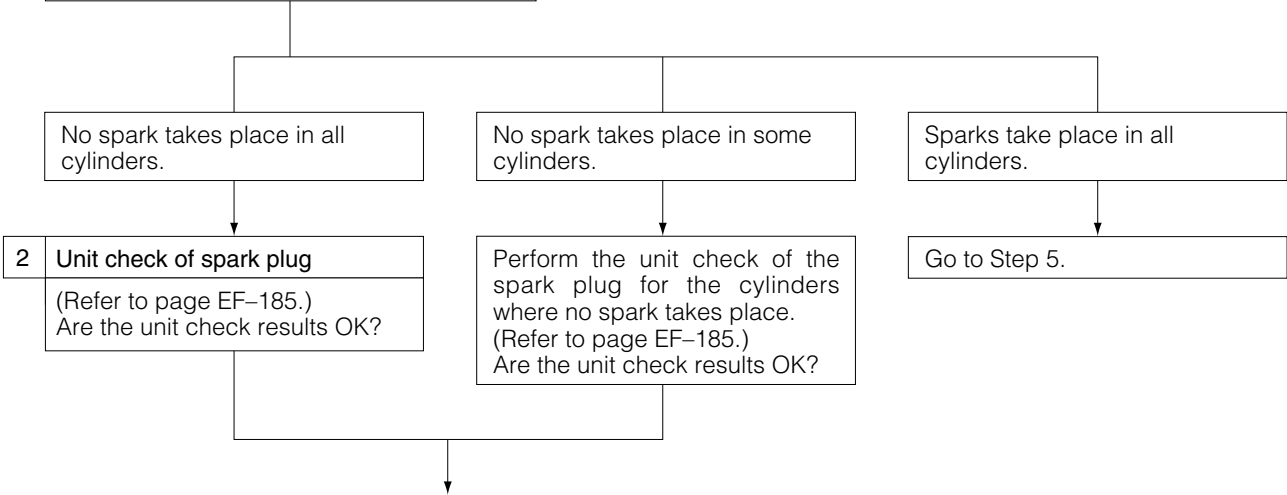 No spark takes place in all
cylinders.
No spark takes place in some
cylinders.
Sparks take place in all
cylinders.
2 Unit check of spark plug
(Refer to page EF–185.)
Are the unit check results OK?
Perform the unit check of the
spark plug for the cylinders
where no spark takes place.
(Refer to page EF–185.)
Are the unit check results OK?
Go to Step 5.